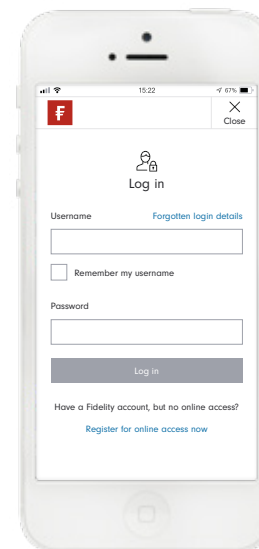 15:22
67%
Close
Log in
Username Forgotten login details
Remember my username
Password
Log in
Have a Fidelity account, but no online access?
Register for online access now